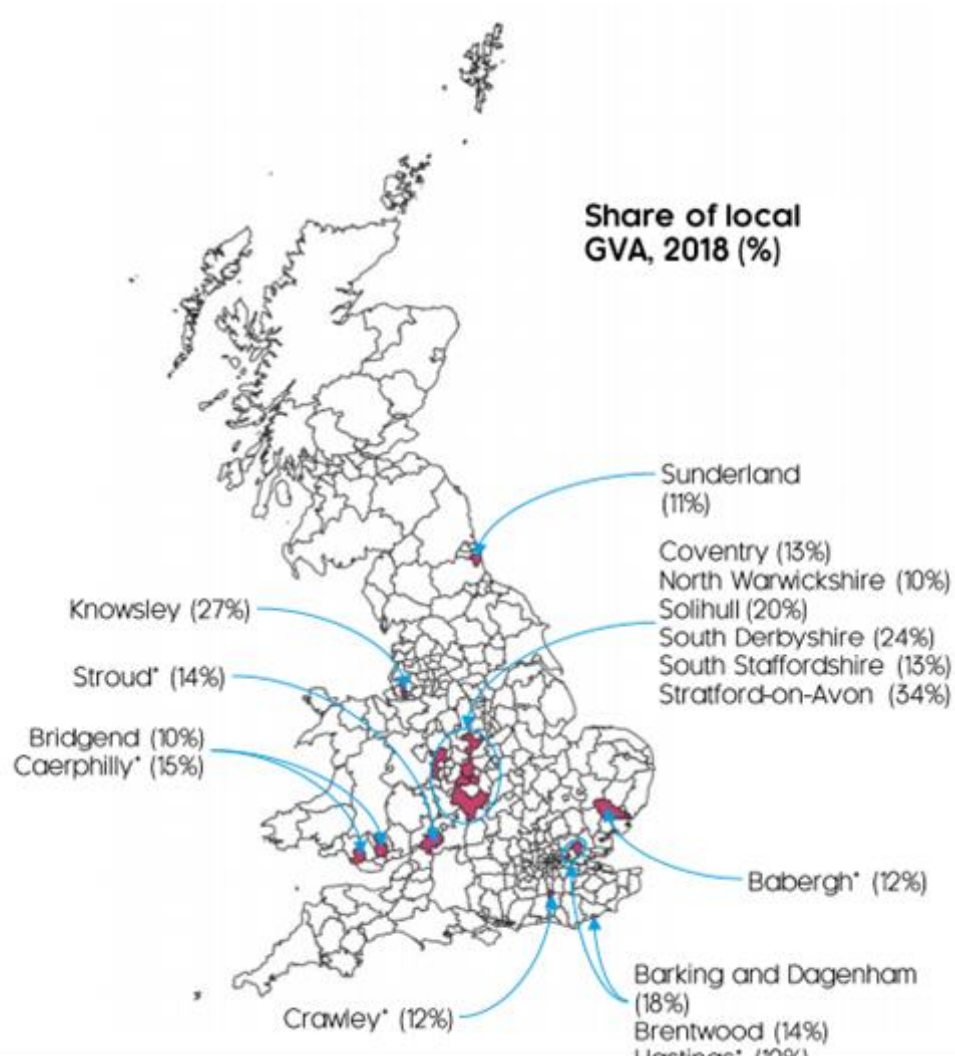 Share of local
GVA, 2018 (%)
Sunderland
(11%)
Coventry (13%)
North Warwickshire (10%)
Solihull (20%)
South Derbyshire (24%)
South Staffordshire (13%)
Stratford-on-Avon (34%)
Knowsley (27%)
Stroud* (14%)
Bridgend (10%)
Caerphilly* (15%)
Babergh* (12%)
Barking and Dagenham
(18%)
Brentwood (14%)
Crawley* (12%)